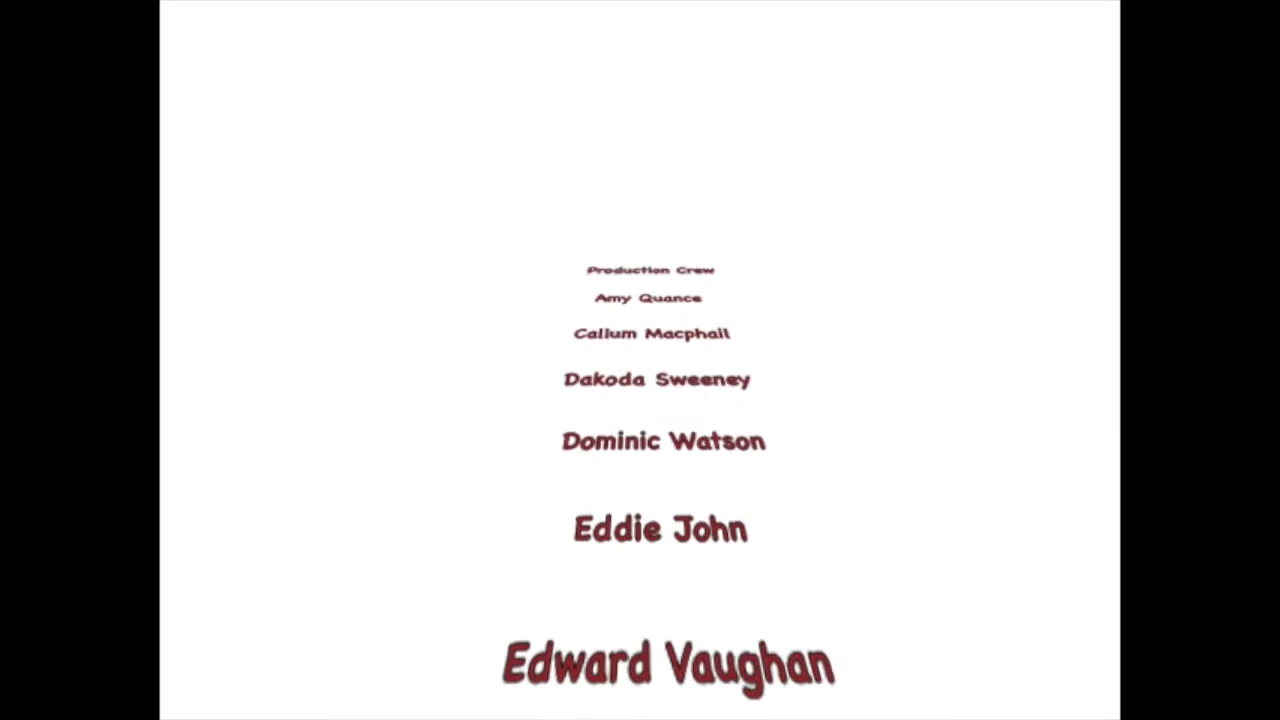 Production Crew
Amy Quance
Callum Macphail
Dakoda Sweeney
Dominic Watson
Eddie John
Edward Vaughan